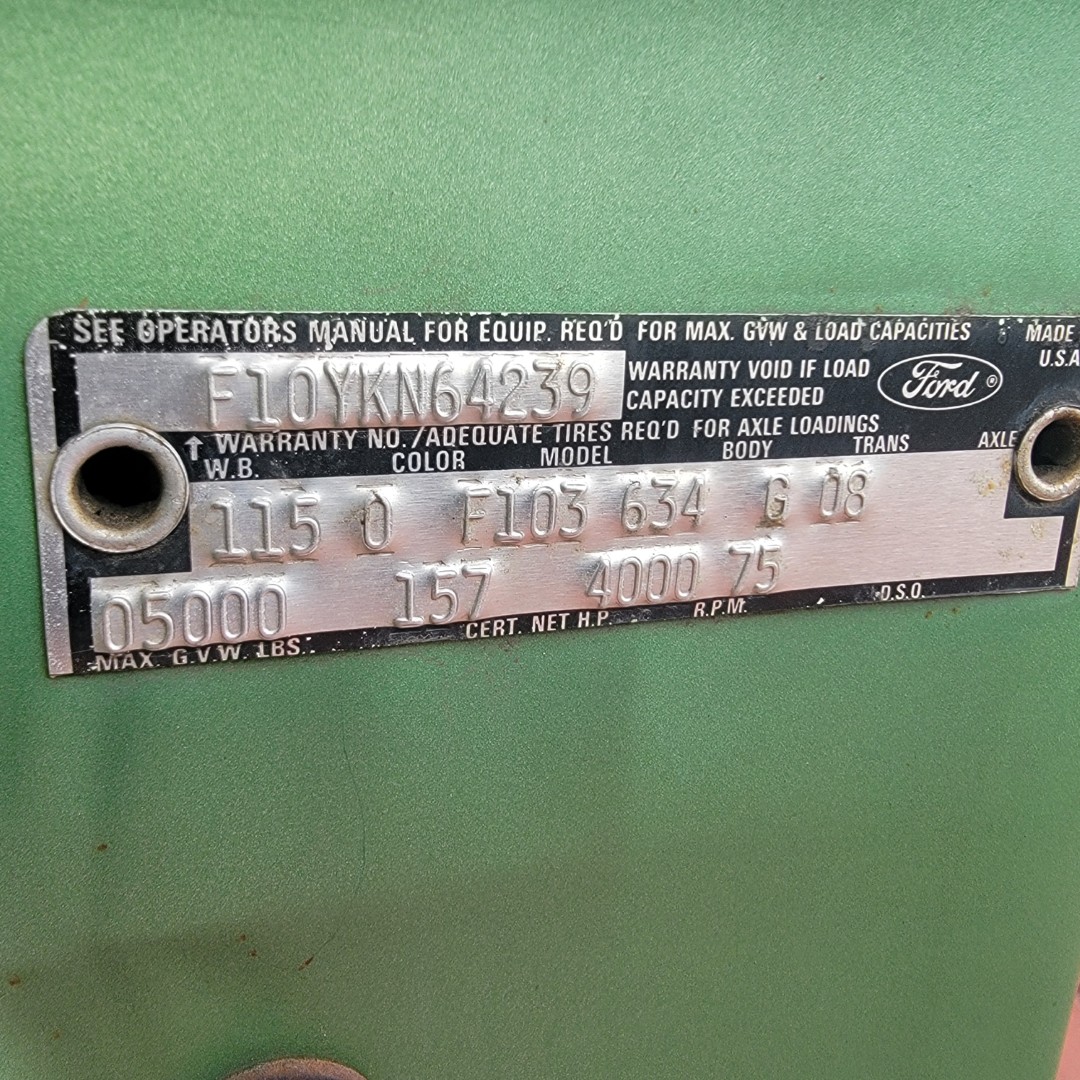 SEE OPERATORS MANUAL FOR EQUIP. REQ'D FOR MAX. GVW & LOAD CAPACITIES
MADE
U.S.A
F10YKN64239
WARRANTY VOID IF LOAD
CAPACITY EXCEEDED
Ford ®
↑ WARRANTY NO./ADEQUATE TIRES REQ'D FOR AXLE LOADINGS
W.B. COLOR MODEL BODY TRANS AXLE
115 0 F103 634 G 08
05000 157 4000 75
MAX. G.V.W. LBS. CERT. NET H.P. R.P.M. D.S.O.